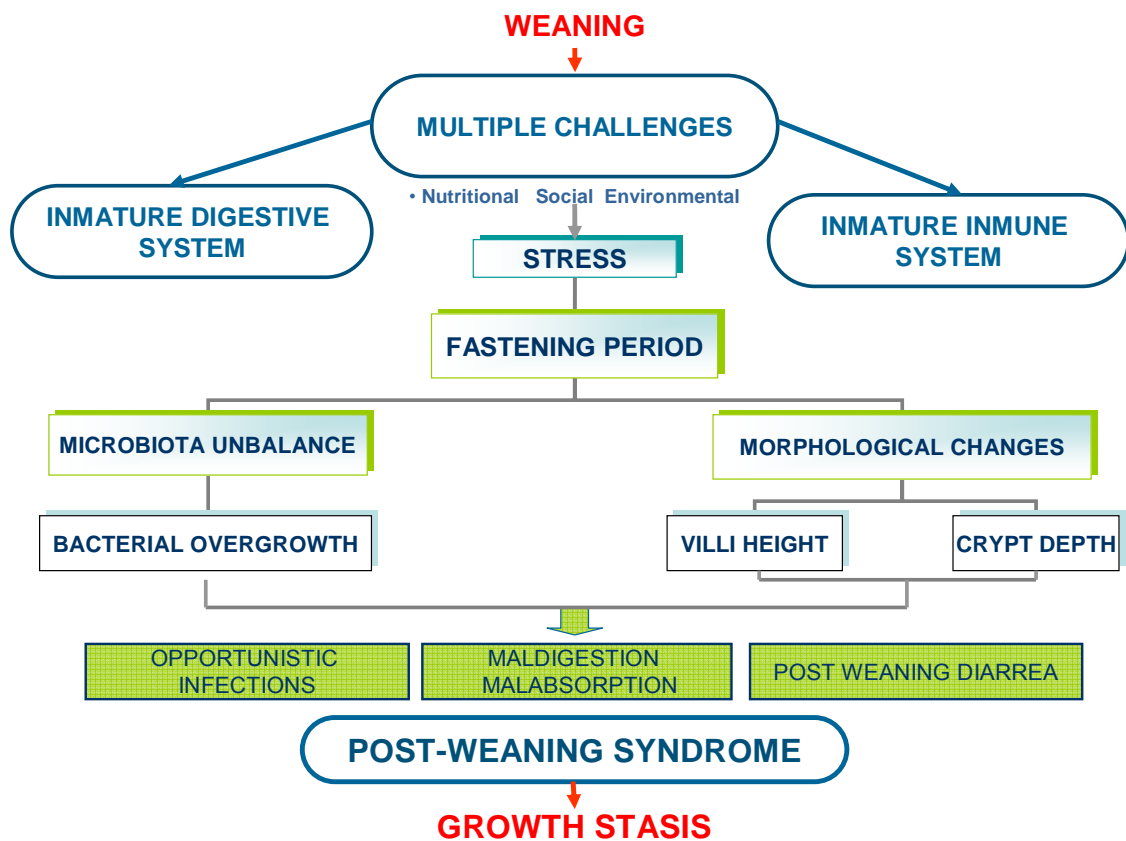 WEANING
MULTIPLE CHALLENGES
• Nutritional Social Environmental
INMATURE DIGESTIVE
SYSTEM
INMATURE INMUNE
SYSTEM
STRESS
FASTENING PERIOD
MICROBIOTA UNBALANCE
MORPHOLOGICAL CHANGES
BACTERIAL OVERGROWTH
VILLI HEIGHT
CRYPT DEPTH
OPPORTUNISTIC
INFECTIONS
MALDIGESTION
MALABSORPTION
POST WEANING DIARREA
POST-WEANING SYNDROME
GROWTH STASIS